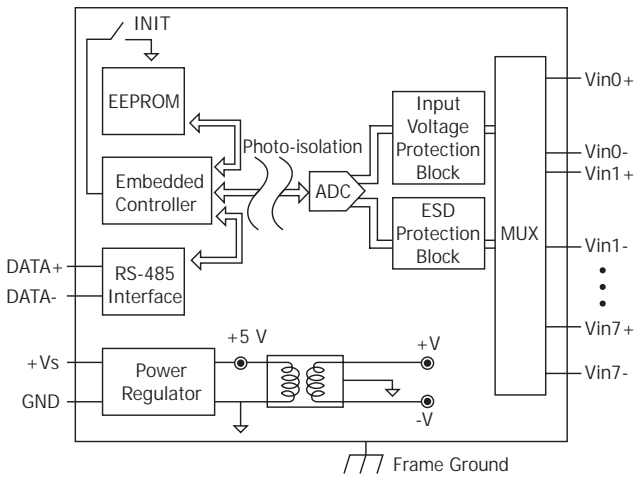 INIT
EEPROM
Photo-isolation
Embedded
Controller
ADC
Input
Voltage
Protection
Block
ESD
Protection
Block
MUX
Vin0+
Vin0-
Vin1+
Vin1-
Vin7+
Vin7-
DATA+
DATA-
RS-485
Interface
+Vs
GND
Power
Regulator
+5 V
+V
-V
Frame Ground